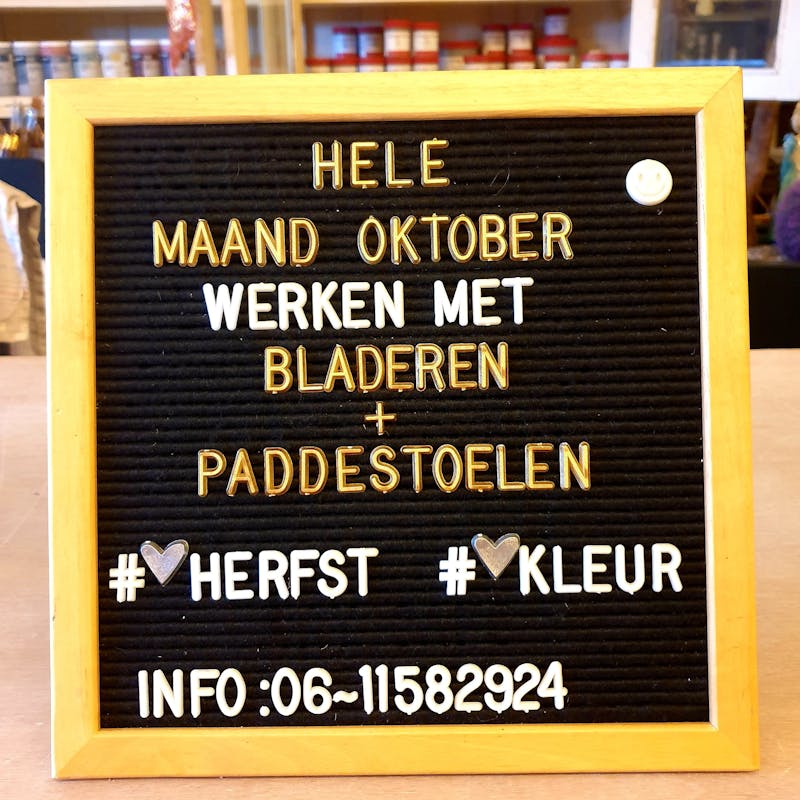 HELE
MAAND OKTOBER
WERKEN MET
BLADEREN
+
PADDESTOELEN
#HERFST #KLEUR
INFO:06~11582924